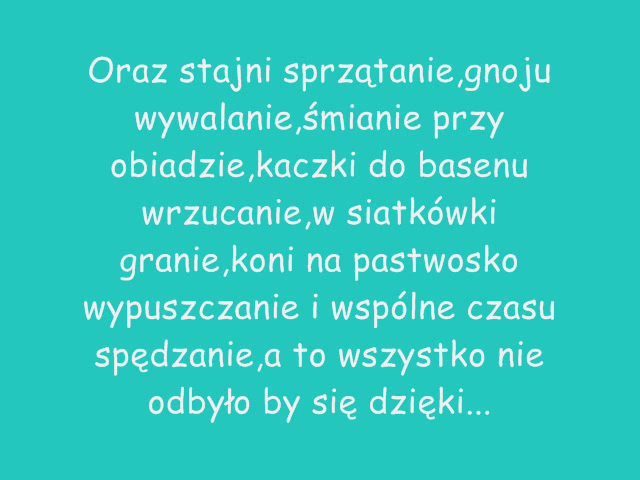 Oraz stajni sprzątanie,gnoju
wywalanie,śmianie przy
obiadzie,kaczki do basenu
wrzucanie,w siatkówki
granie,koni na pastwosko
wypuszczanie i wspólne czasu
spędzanie,a to wszystko nie
odbyło by się dzięki...